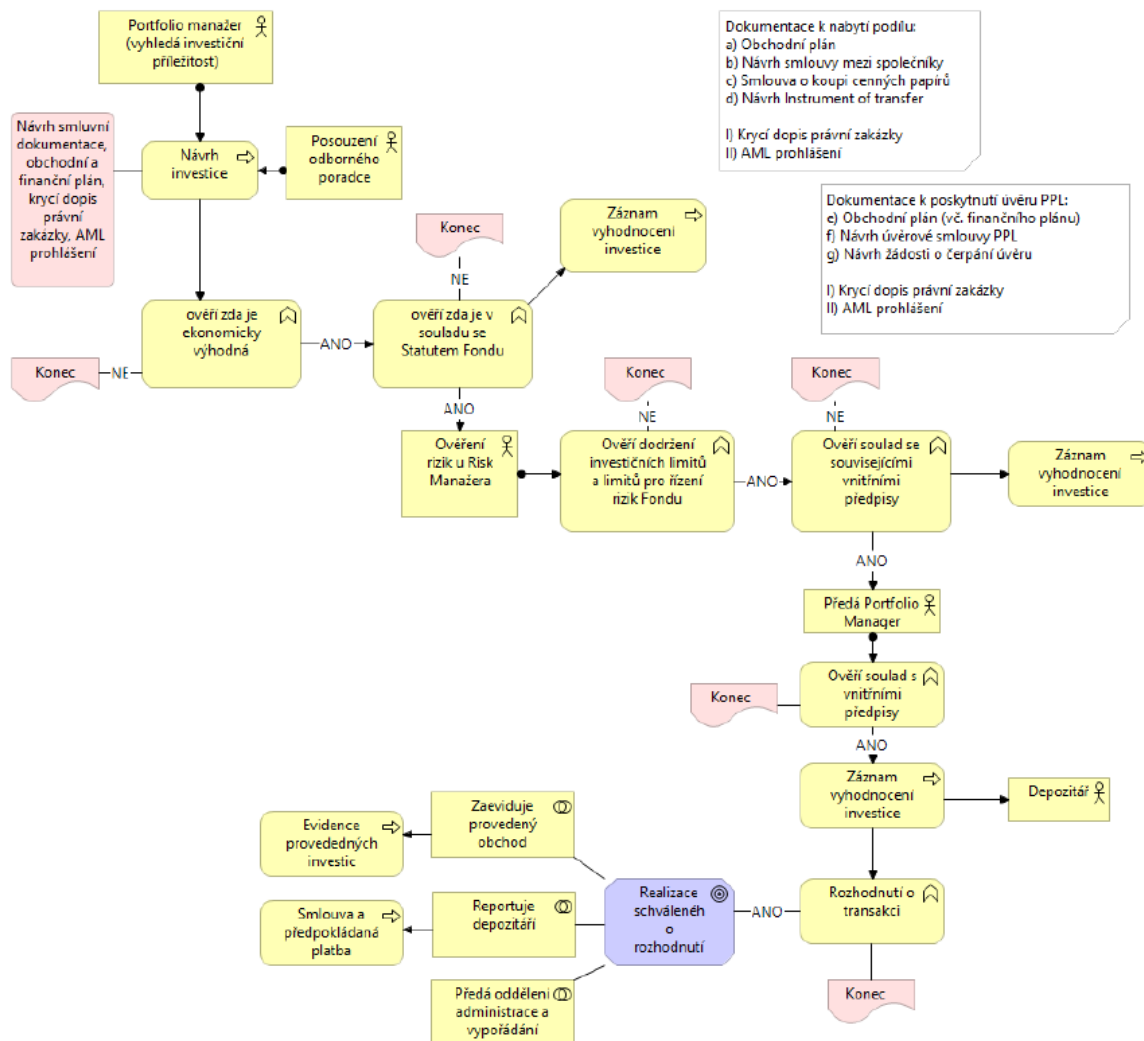 Portfolio manažer
(vyhledá investiční
příležitost)
Dokumentace k nabytí podílu:
a) Obchodní plán
b) Návrh smlouvy mezi společníky
c) Smlouva o koupi cenných papírů
d) Návrh Instrument of transfer
I) Krycí dopis právní zakázky
II) AML prohlášení
Návrh smluvní
dokumentace,
obchodní a
finanční plán,
krycí dopis
právní
zakázky, AML
prohlášení
Návrh
investice
Posouzení
odborného
poradce
Dokumentace k poskytnutí úvěru PPL:
e) Obchodní plán (vč. finančního plánu)
f) Návrh úvěrové smlouvy PPL
g) Návrh žádosti o čerpání úvěru
I) Krycí dopis právní zakázky
II) AML prohlášení
Konec
NE
Záznam
vyhodnocení
investice
ověří zda je
ekonomicky
výhodná
ANO
ověří zda je v
souladu se
Statutem Fondu
Konec
NE
ANO
Konec
NE
Konec
NE
Ověření
rizik u Risk
Manažera
Ověří dodržení
investičních limitů
a limitů pro řízení
rizik Fondu
ANO
Ověří soulad se
souvisejícími
vnitřními
předpisy
Záznam
vyhodnocení
investice
ANO
Předá Portfolio
Manager
Konec
Ověří soulad s
vnitřními
předpisy
ANO
Záznam
vyhodnocení
investice
Depozitář
Zaeviduje
provedený
obchod
Evidence
provededných
investic
Realizace
schválenéh
o
rozhodnutí
ANO
Rozhodnutí o
transakci
Reportuje
depozitáří
Smlouva a
předpokládaná
platba
Předá oddělení
administrace a
vypořádání
Konec